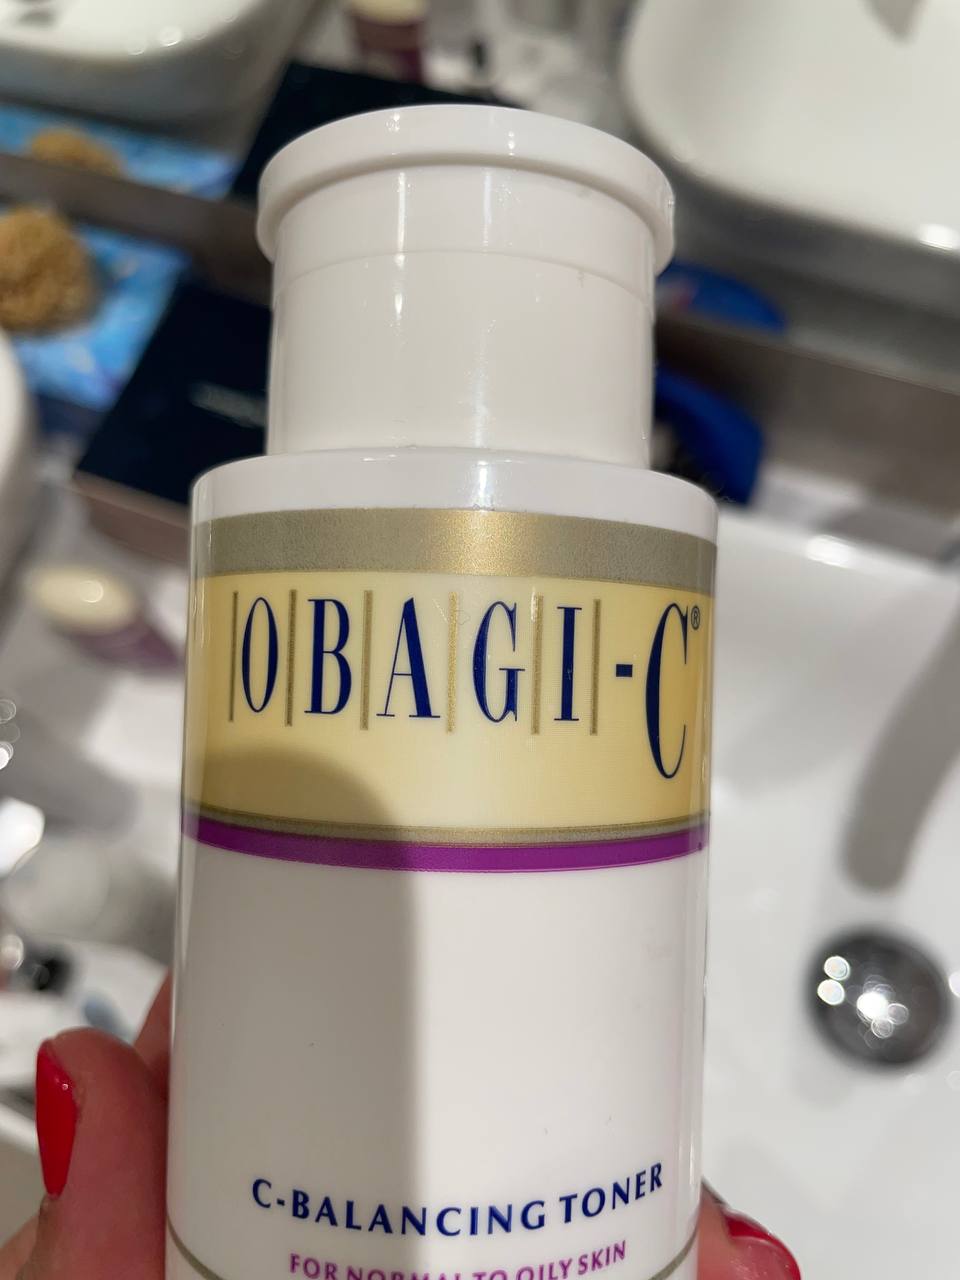 OBAGI-C®
C-BALANCING TONER
FOR NORMAL TO OILY SKIN